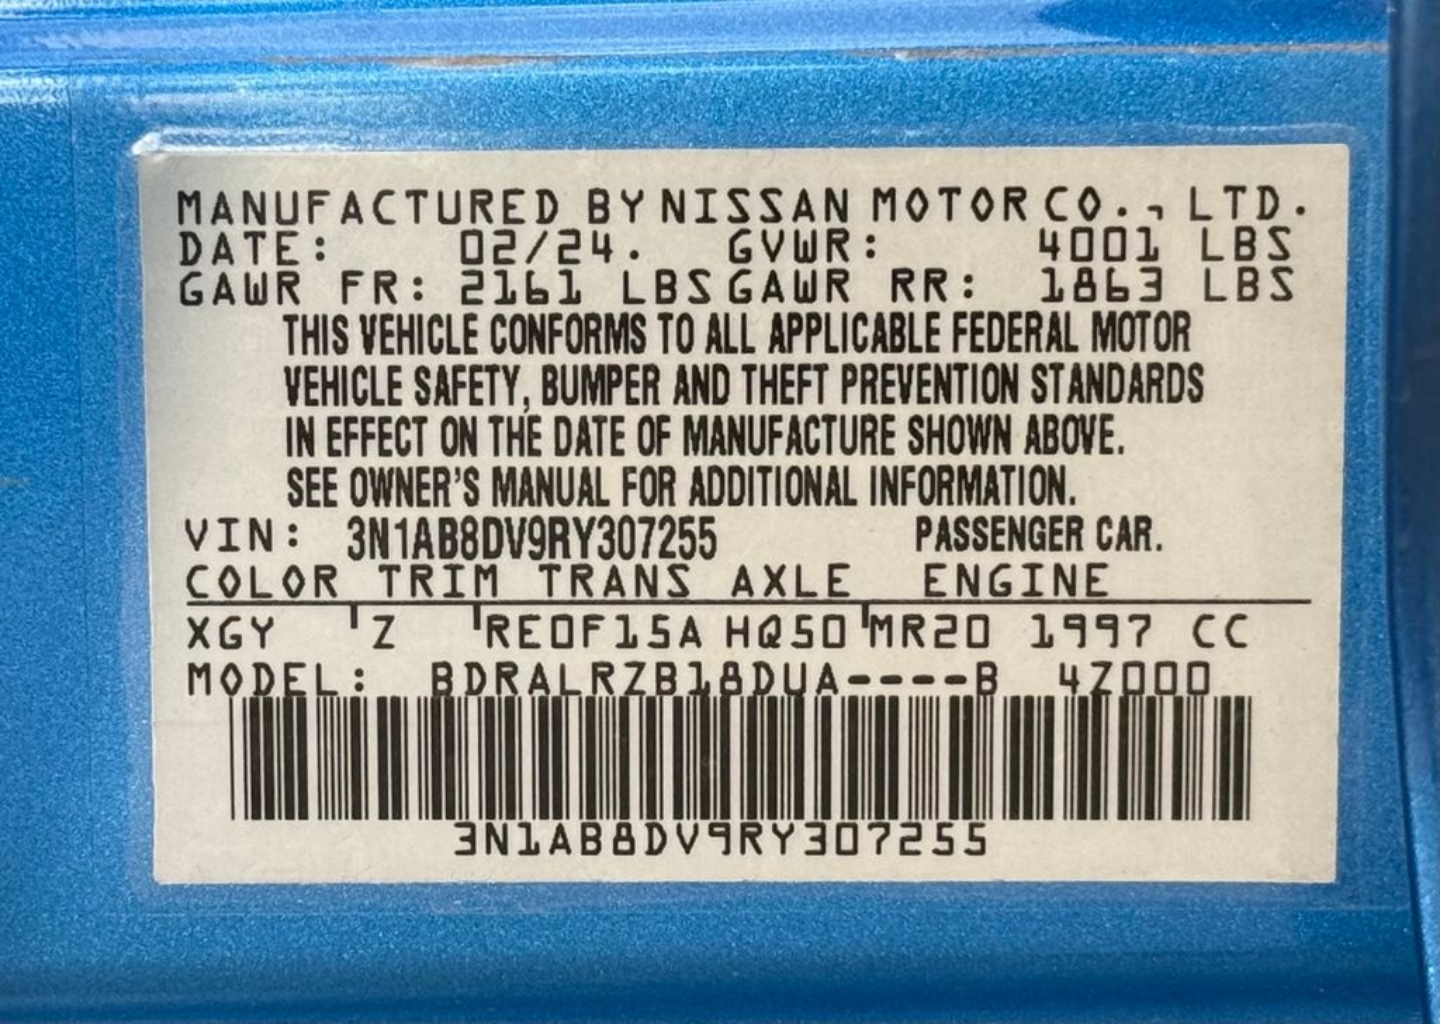 MANUFACTURED BY NISSAN MOTOR CO., LTD.
DATE: 02/24. GVWR: 4001 LBS
GAWR FR: 2161 LBS GAWR RR: 1863 LBS
THIS VEHICLE CONFORMS TO ALL APPLICABLE FEDERAL MOTOR
VEHICLE SAFETY, BUMPER AND THEFT PREVENTION STANDARDS
IN EFFECT ON THE DATE OF MANUFACTURE SHOWN ABOVE.
SEE OWNER'S MANUAL FOR ADDITIONAL INFORMATION.
VIN: 3N1AB8DV9RY307255 PASSENGER CAR.
COLOR TRIM TRANS AXLE ENGINE
XGY Z RE0F15A HQ50 MR20 1997 CC
MODEL: BDRALRZB18DUA----B 4Z000
3N1AB8DV9RY307255